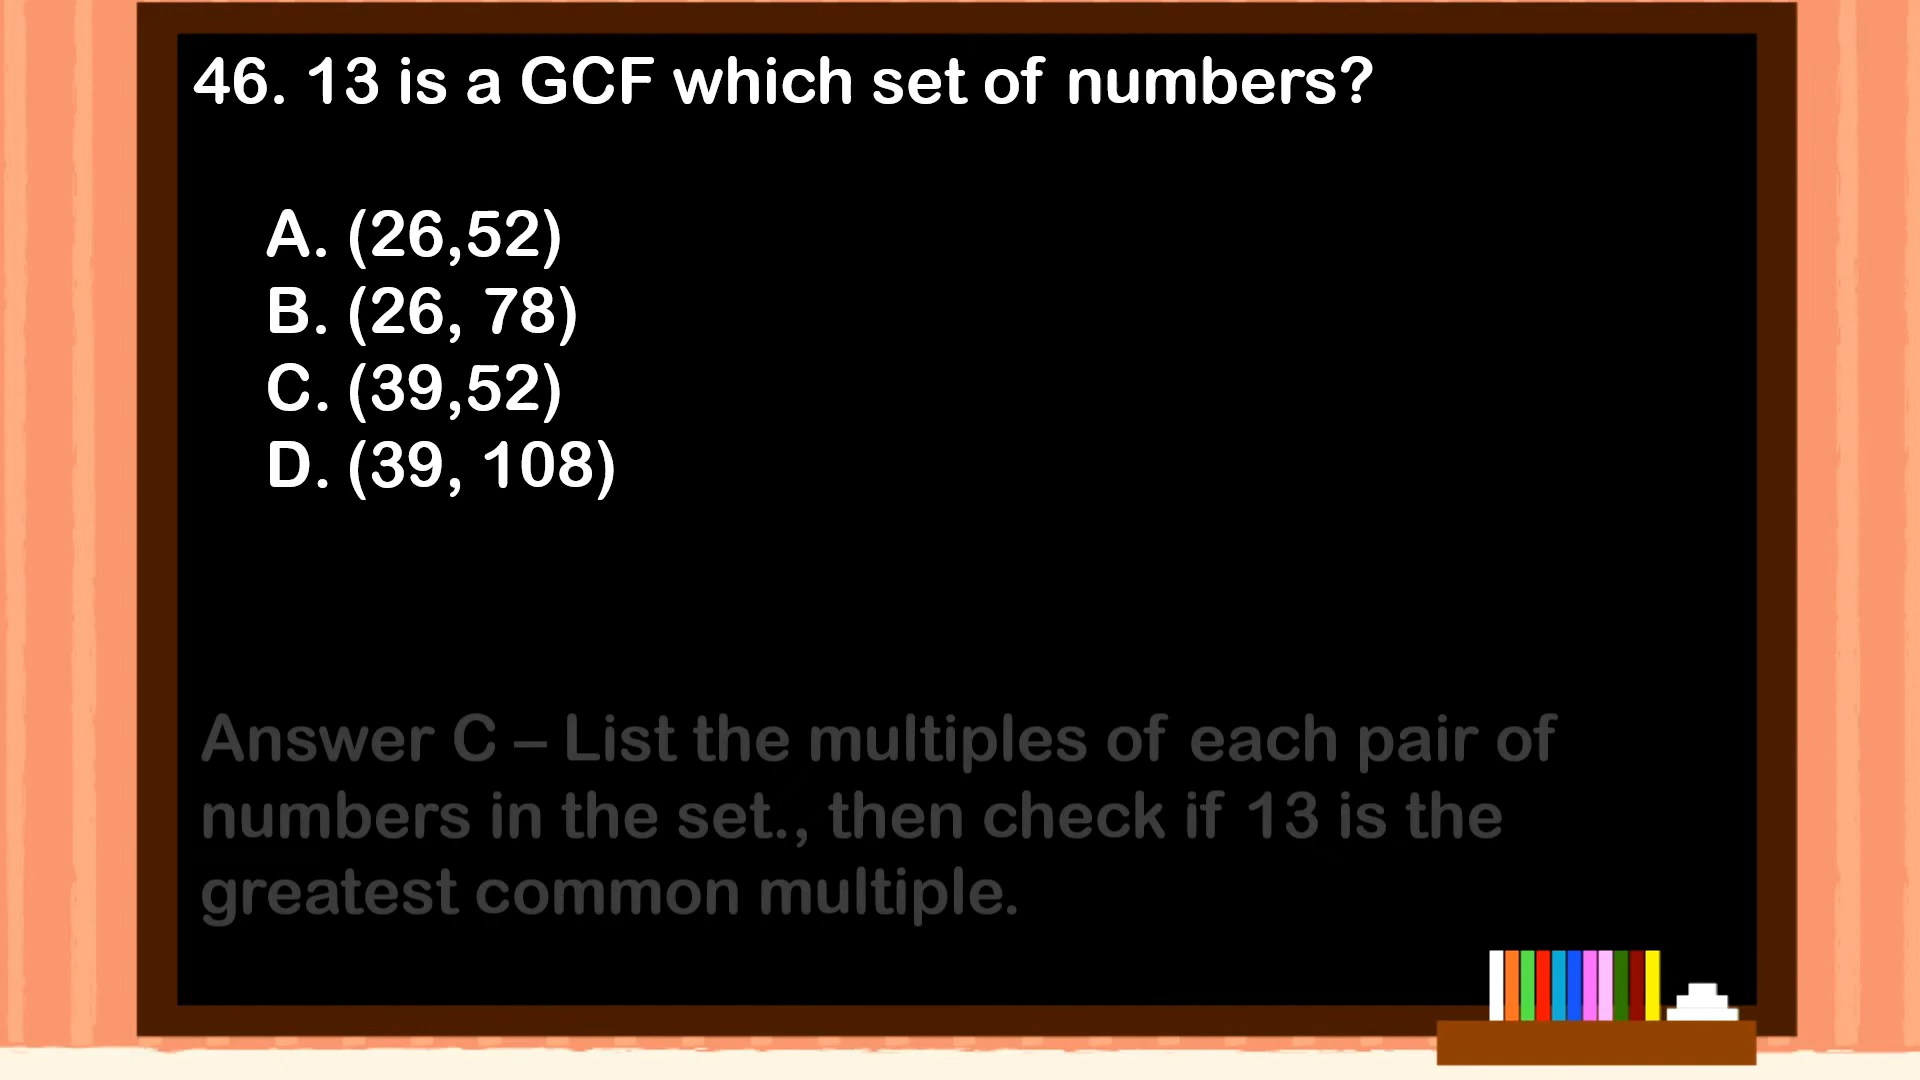 46. 13 is a GCF which set of numbers?
A. (26,52)
B. (26, 78)
C. (39,52)
D. (39, 108)
Answer C – List the multiples of each pair of
numbers in the set., then check if 13 is the
greatest common multiple.